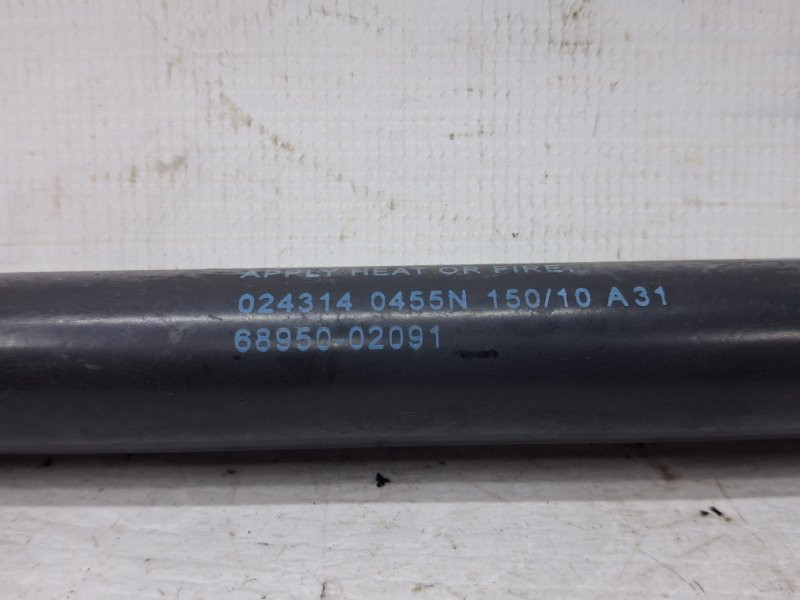 APPLY HEAT OR FIRE.
024314 0455N 150/10 A31
68950-02091